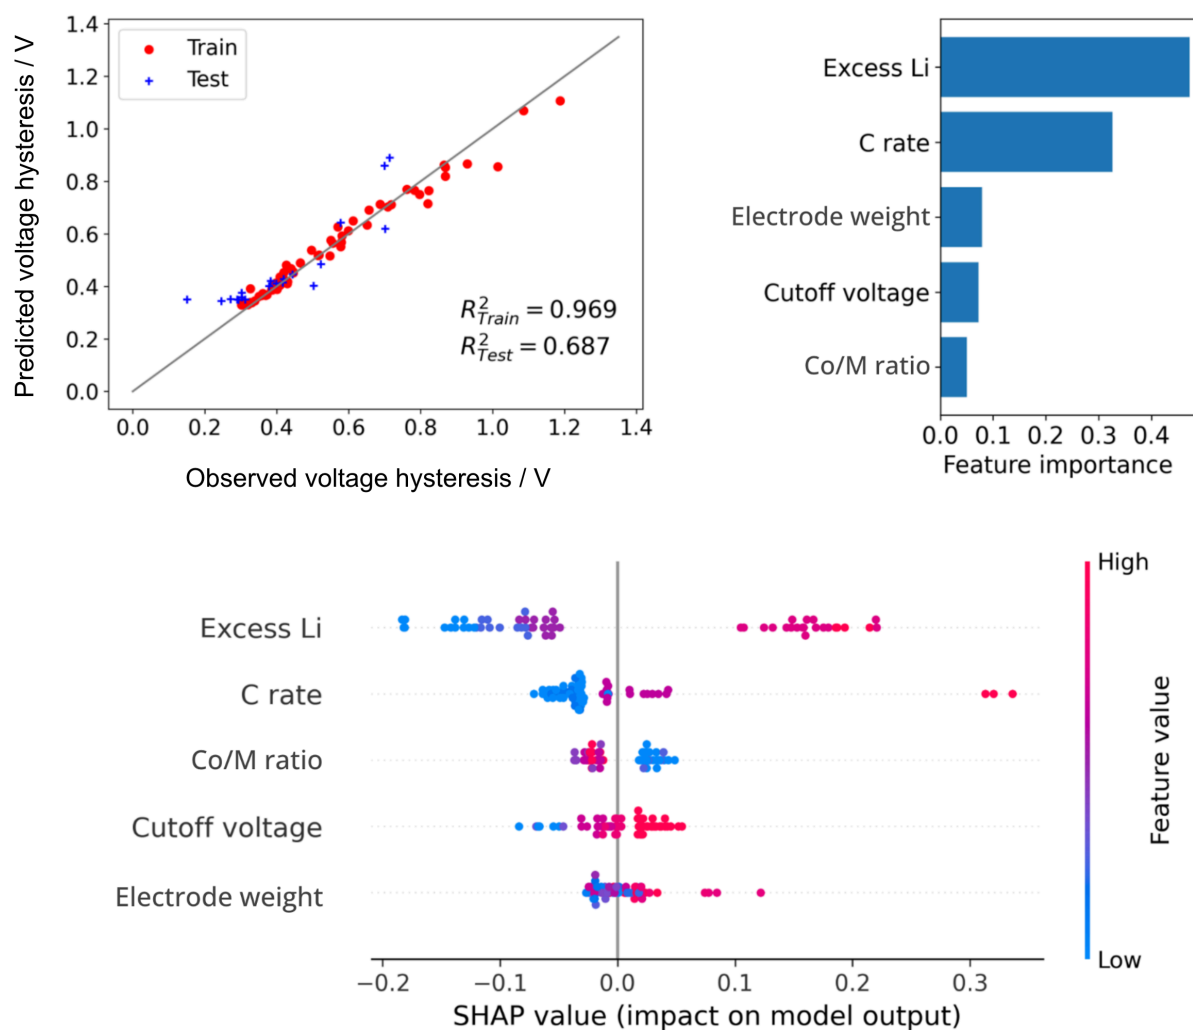 Predicted voltage hysteresis / V
1.4
1.2
1.0
0.8
0.6
0.4
0.2
0.0
Train
Test
R²Train = 0.969
R²Test = 0.687
0.0 0.2 0.4 0.6 0.8 1.0 1.2 1.4
Observed voltage hysteresis / V
Excess Li
C rate
Electrode weight
Cutoff voltage
Co/M ratio
0.0 0.1 0.2 0.3 0.4
Feature importance
Excess Li
C rate
Co/M ratio
Cutoff voltage
Electrode weight
−0.2 −0.1 0.0 0.1 0.2 0.3
SHAP value (impact on model output)
High
Feature value
Low